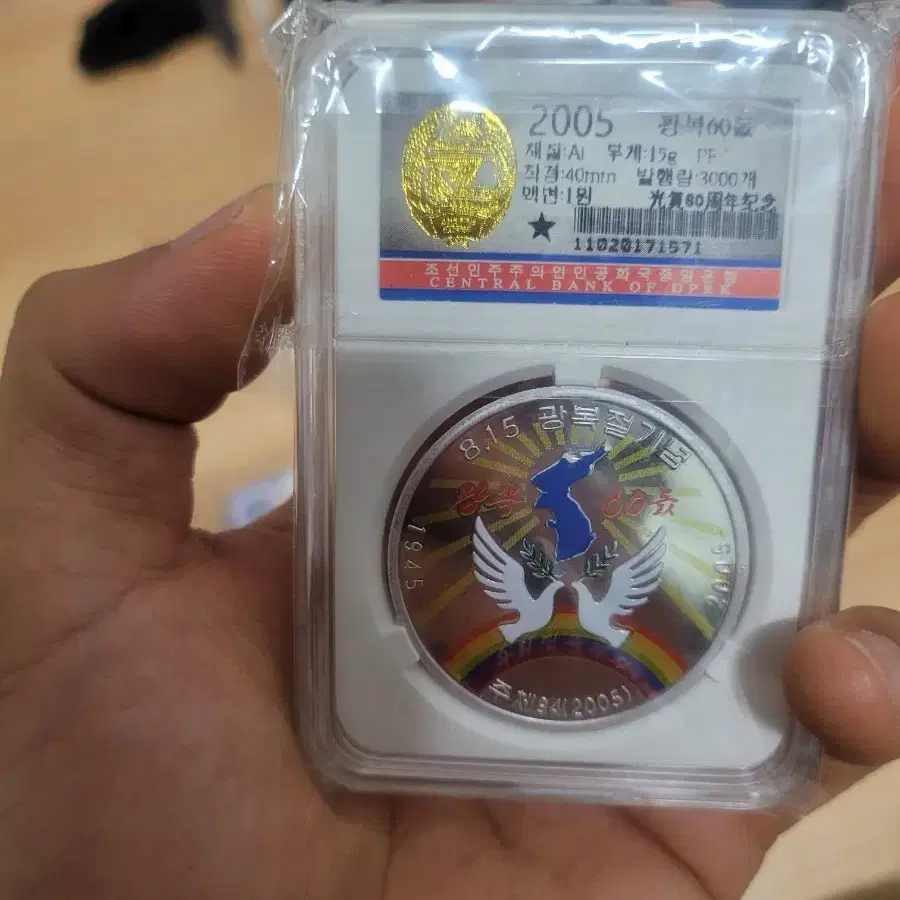 2005 광복60돐
재질:Al 무게:15g PF
직경:40mm 발행량:3000개
액면:1원 光復60周年紀念
11020171571
조선민주주의인민공화국중앙은행
CENTRAL BANK OF DPRK
8.15 광복절기념
광복 60돐
1945 2005
주체94(2005)